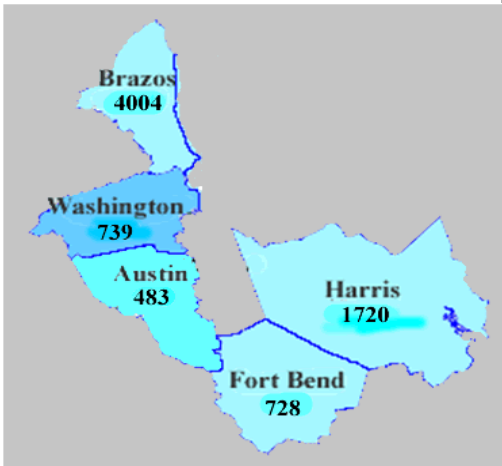 Brazos
4004
Washington
739
Austin
483
Harris
1720
Fort Bend
728